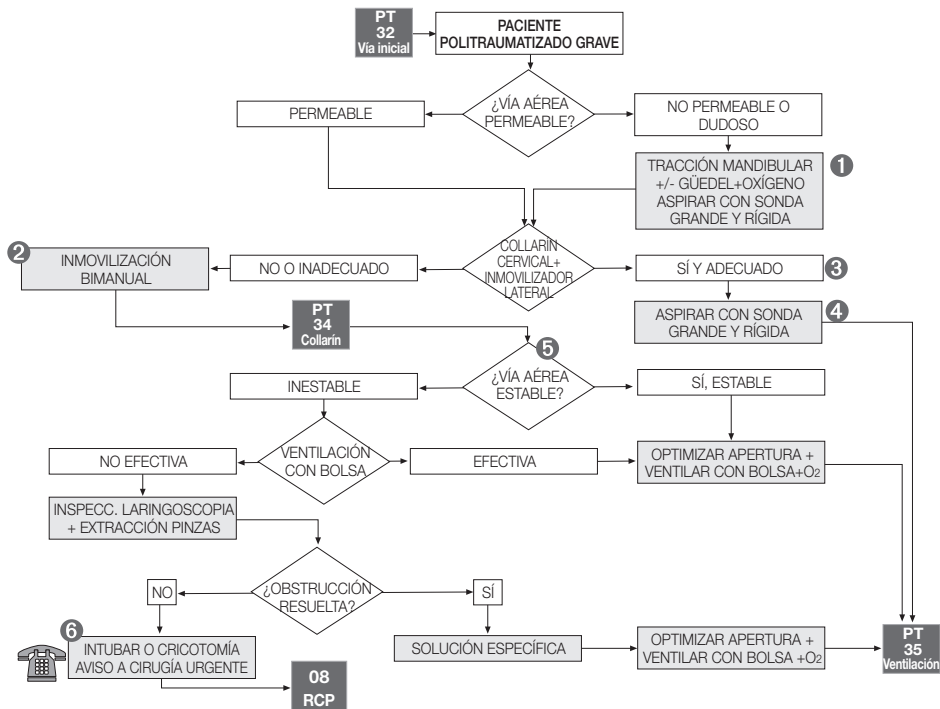 PT
32
Vía inicial
PACIENTE
POLITRAUMATIZADO GRAVE
PERMEABLE
¿VÍA AÉREA
PERMEABLE?
NO PERMEABLE O
DUDOSO
1
TRACCIÓN MANDIBULAR
+/- GÜEDEL+OXÍGENO
ASPIRAR CON SONDA
GRANDE Y RÍGIDA
2
INMOVILIZACIÓN
BIMANUAL
NO O INADECUADO
COLLARÍN
CERVICAL+
INMOVILIZADOR
LATERAL
SÍ Y ADECUADO
3
ASPIRAR CON SONDA
GRANDE Y RÍGIDA
4
PT
34
Collarín
5
¿VÍA AÉREA
ESTABLE?
INESTABLE
SÍ, ESTABLE
NO EFECTIVA
VENTILACIÓN
CON BOLSA
EFECTIVA
OPTIMIZAR APERTURA +
VENTILAR CON BOLSA+O2
INSPECC. LARINGOSCOPIA
+ EXTRACCIÓN PINZAS
NO
¿OBSTRUCCIÓN
RESUELTA?
SÍ
6
INTUBAR O CRICOTOMÍA
AVISO A CIRUGÍA URGENTE
SOLUCIÓN ESPECÍFICA
OPTIMIZAR APERTURA +
VENTILAR CON BOLSA +O2
PT
35
Ventilación
08
RCP